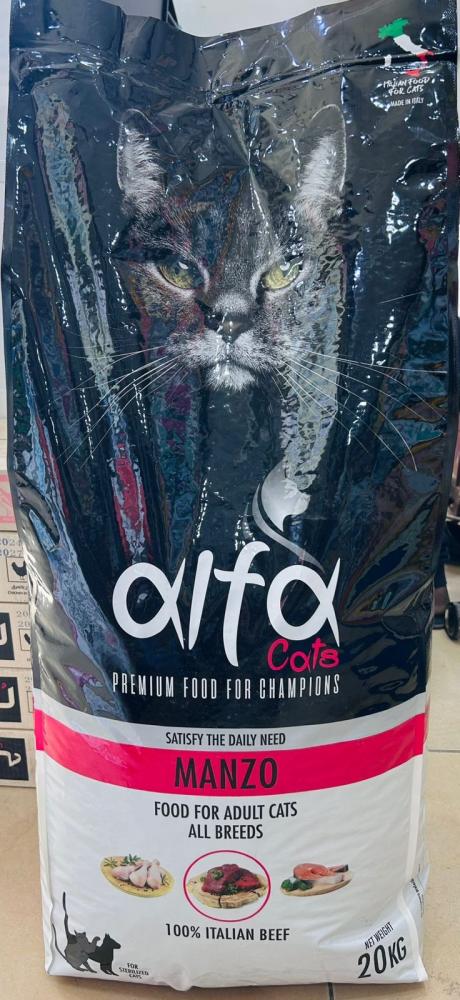 ITALIAN FOOD
FOR CATS
MADE IN ITALY
alfa
Cats
PREMIUM FOOD FOR CHAMPIONS
SATISFY THE DAILY NEED
MANZO
FOOD FOR ADULT CATS
ALL BREEDS
100% ITALIAN BEEF
FOR
STERILIZED
CATS
NET WEIGHT
20KG